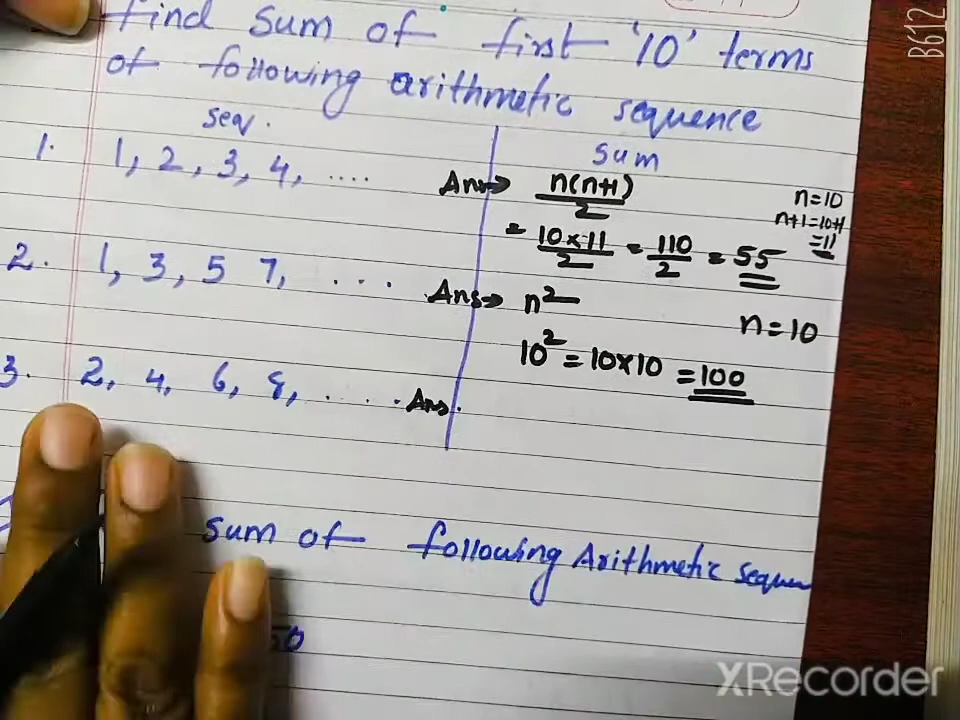 find sum of first '10' terms
of following arithmetic sequence
seq.
sum
1. 1, 2, 3, 4, ....
Ans→ n(n+1)/2
n=10
n+1=10+1
=11
= 10×11/2 = 110/2 = 55
2. 1, 3, 5 7, ....
Ans→ n²
n=10
10² = 10×10 = 100
3. 2, 4, 6, 8, .... Ans.
sum of following Arithmetic sequen
50
B612
XRecorder